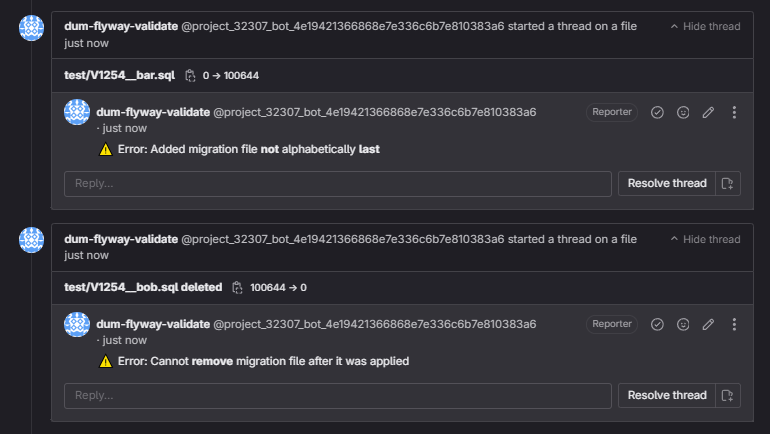 dum-flyway-validate @project_32307_bot_4e19421366868e7e336c6b7e810383a6 started a thread on a file
Hide thread
just now
test/V1254__bar.sql 0 → 100644
dum-flyway-validate @project_32307_bot_4e19421366868e7e336c6b7e810383a6
Reporter
· just now
Error: Added migration file not alphabetically last
Reply...
Resolve thread
dum-flyway-validate @project_32307_bot_4e19421366868e7e336c6b7e810383a6 started a thread on a file
Hide thread
just now
test/V1254__bob.sql deleted 100644 → 0
dum-flyway-validate @project_32307_bot_4e19421366868e7e336c6b7e810383a6
Reporter
· just now
Error: Cannot remove migration file after it was applied
Reply...
Resolve thread